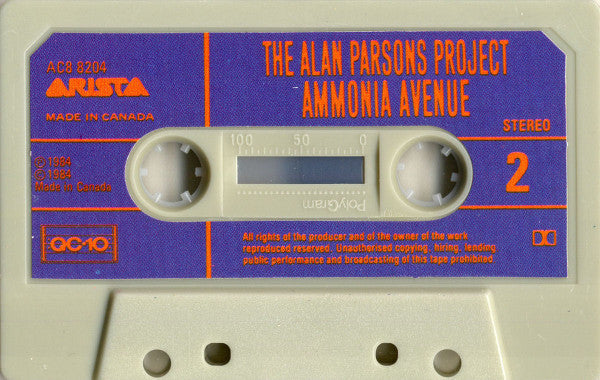 AC8 8204
ARISTA
MADE IN CANADA
THE ALAN PARSONS PROJECT
AMMONIA AVENUE
STEREO
2
100 50 0
PolyGram
Ⓟ 1984
© 1984
Made in Canada
QC-10
All rights of the producer and of the owner of the work
reproduced reserved. Unauthorised copying, hiring, lending
public performance and broadcasting of this tape prohibited